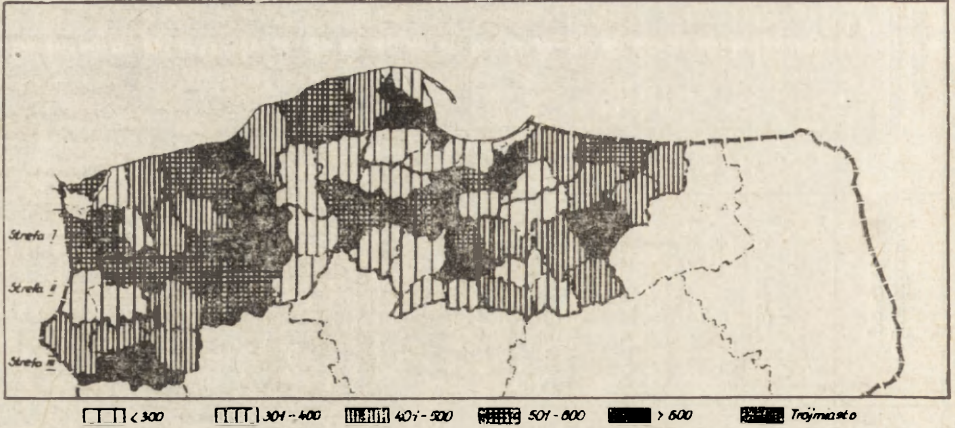 Strefa I
Strefa II
Strefa III
< 300 301 - 400 401 - 500 501 - 600 > 600 Trójmiasto